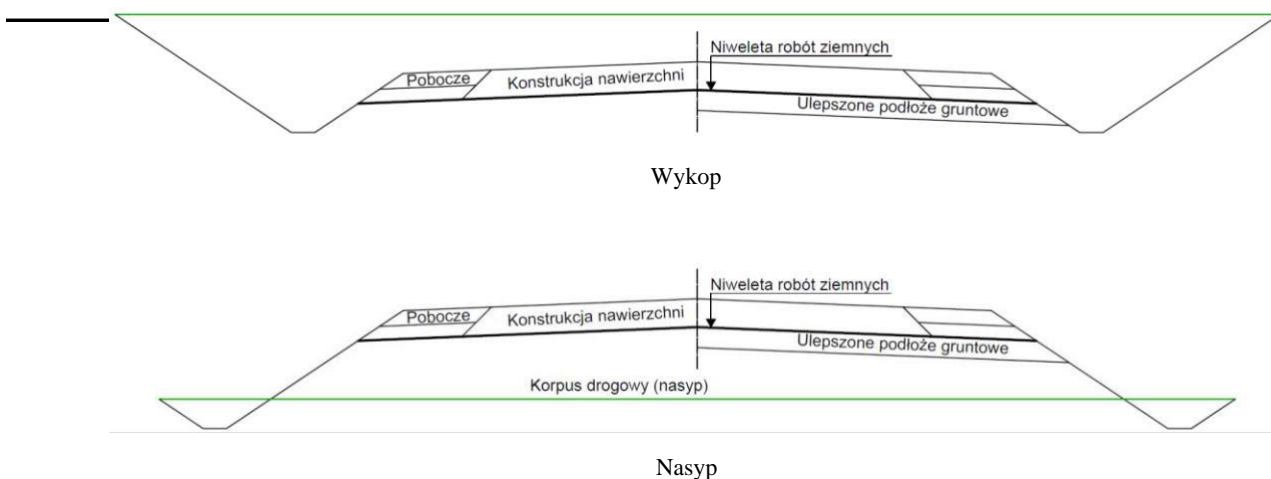 Niweleta robót ziemnych
Pobocze
Konstrukcja nawierzchni
Ulepszone podłoże gruntowe
Wykop
Niweleta robót ziemnych
Pobocze
Konstrukcja nawierzchni
Ulepszone podłoże gruntowe
Korpus drogowy (nasyp)
Nasyp